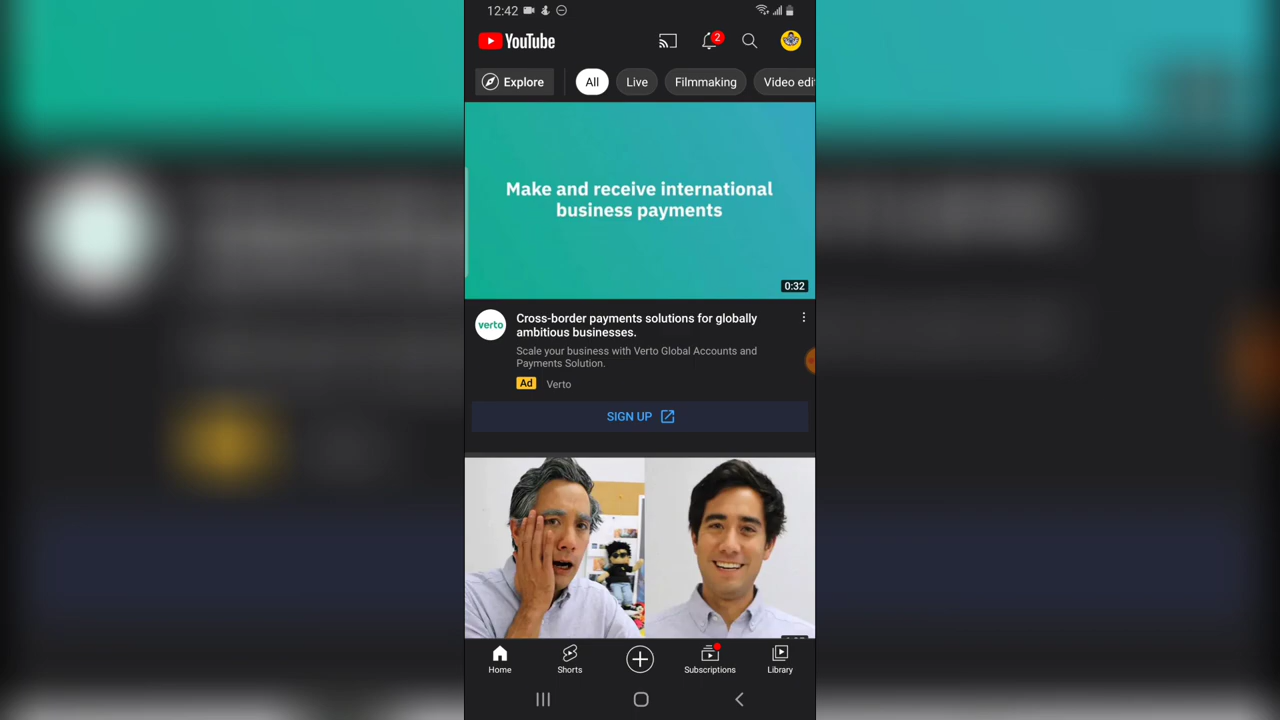 12:42
YouTube
2
Explore
All
Live
Filmmaking
Video edi
Make and receive international
business payments
0:32
verto
Cross-border payments solutions for globally
ambitious businesses.
Scale your business with Verto Global Accounts and
Payments Solution.
Ad
Verto
SIGN UP
Home
Shorts
Subscriptions
Library